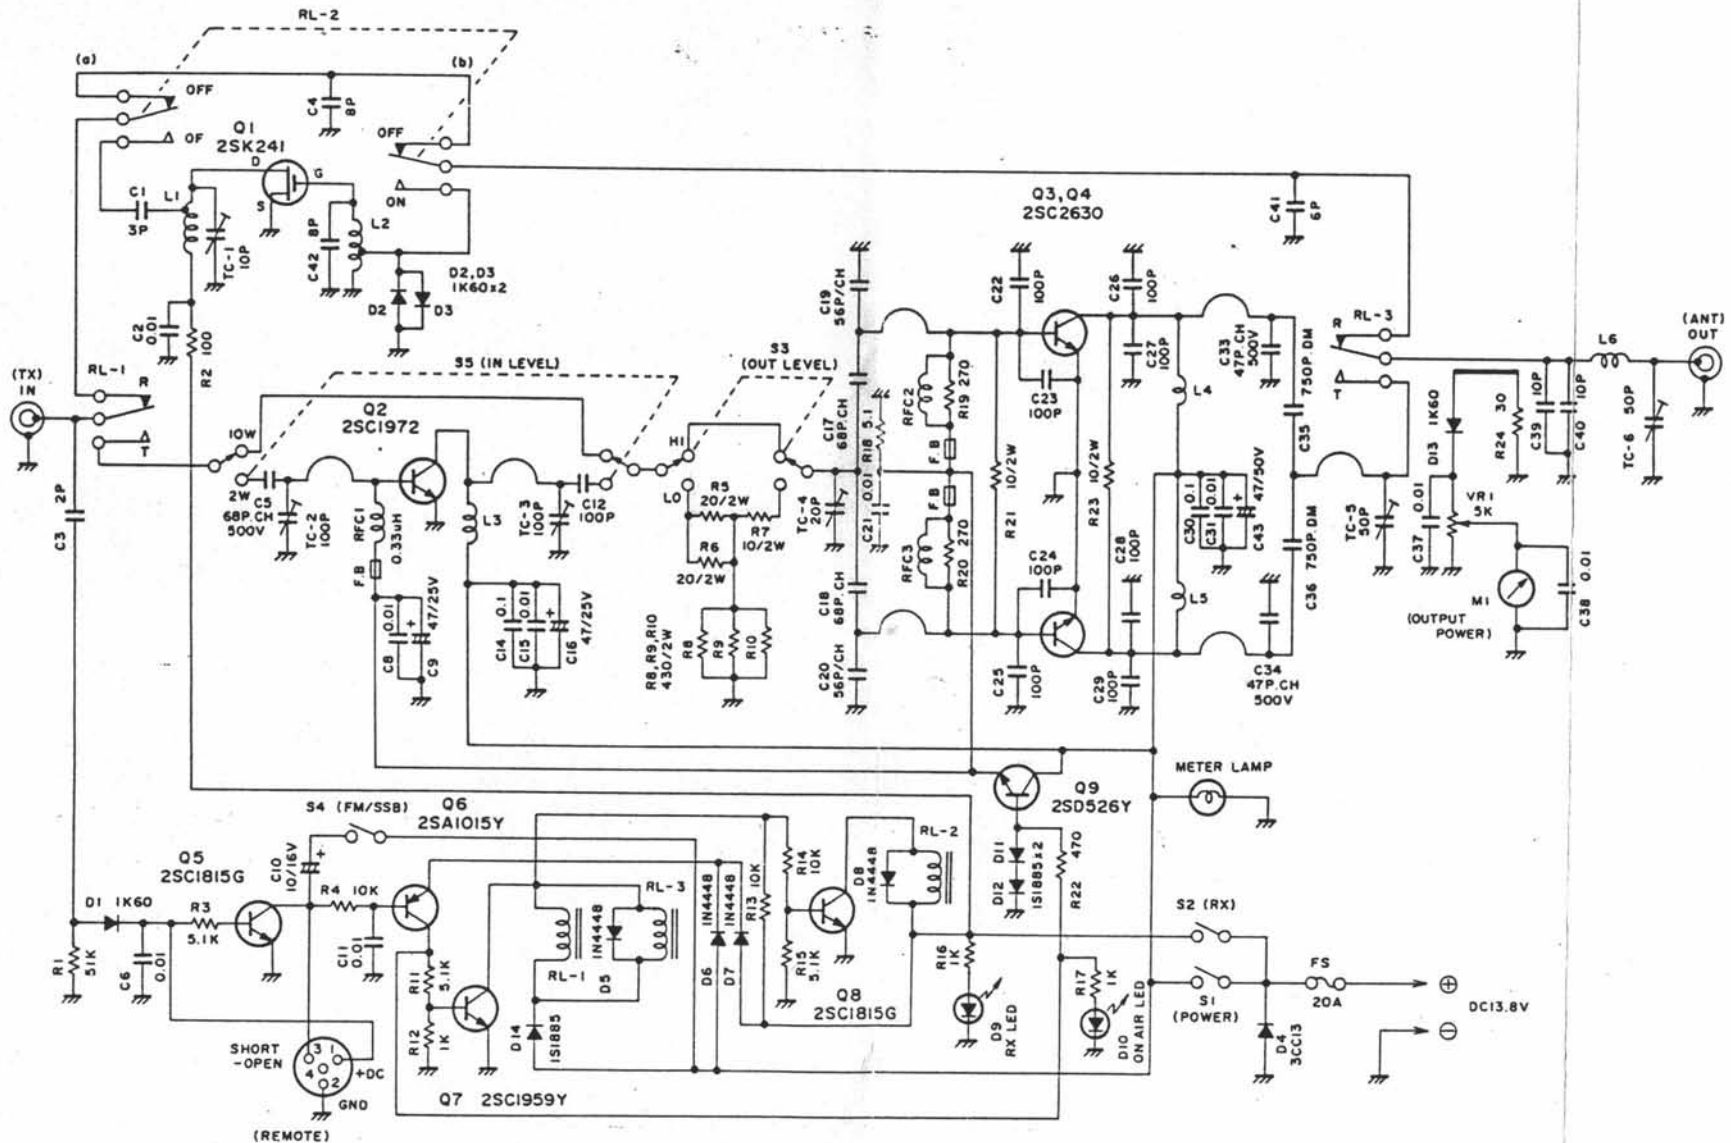 RL-2
(a)
(b)
OFF
OF
C4
8P
Q1
2SK241
D
G
S
OFF
ON
C1
3P
L1
TC-1
10P
C42
8P
L2
D2,D3
1K60x2
D2
D3
C2
0.01
R2 100
Q3,Q4
2SC2630
C41
6P
(TX)
IN
RL-1
R
T
S5 (IN LEVEL)
S3
(OUT LEVEL)
10W
2W
Q2
2SC1972
C5
68P.CH
500V
TC-2
100P
RFC1
0.33uH
F.B
L3
TC-3
100P
C12
100P
HI
LO
R5
20/2W
R6
20/2W
R7
10/2W
TC-4
20P
C19
56P/CH
C17
68P.CH
R18 5.1
C21 0.01
C18
68P.CH
C20
56P/CH
RFC2
R19 270
F.B
F.B
RFC3
R20 270
C22
100P
C23
100P
R21
10/2W
R23
10/2W
C24
100P
C25
100P
C26
100P
C27
100P
C28
100P
C29
100P
L4
L5
C30 0.1
C31 0.01
C43 47/50V
C33
47P.CH
500V
C34
47P.CH
500V
C35 750P.DM
C36 750P.DM
RL-3
R
T
TC-5
50P
D13 1K60
R24 30
C39 10P
C40 10P
L6
TC-6 50P
(ANT)
OUT
C37 0.01
VR1
5K
M1
(OUTPUT
POWER)
C38 0.01
C3 2P
C8 0.01
C9 47/25V
+
C14 0.1
C15 0.01
C16 47/25V
+
R8,R9,R10
430/2W
R8
R9
R10
METER LAMP
Q9
2SD526Y
D11
D12
1S1885x2
R22 470
S4 (FM/SSB)
Q6
2SA1015Y
Q5
2SC1815G
C10
10/16V
+
R4 10K
D1 1K60
R3
5.1K
R1 51K
C6 0.01
C11
0.01
R11 5.1K
R12 1K
Q7 2SC1959Y
RL-1
RL-3
1N4448
D5
D14
1S1885
D6
1N4448
D7
1N4448
R13 10K
R14
10K
R15
5.1K
Q8
2SC1815G
D8
1N4448
RL-2
R16
1K
D9
RX LED
R17
1K
D10
ON AIR LED
S2 (RX)
S1
(POWER)
D4
3CC13
FS
20A
⊕
DC13.8V
⊖
SHORT
-OPEN
3
1
4
2
+DC
GND
(REMOTE)